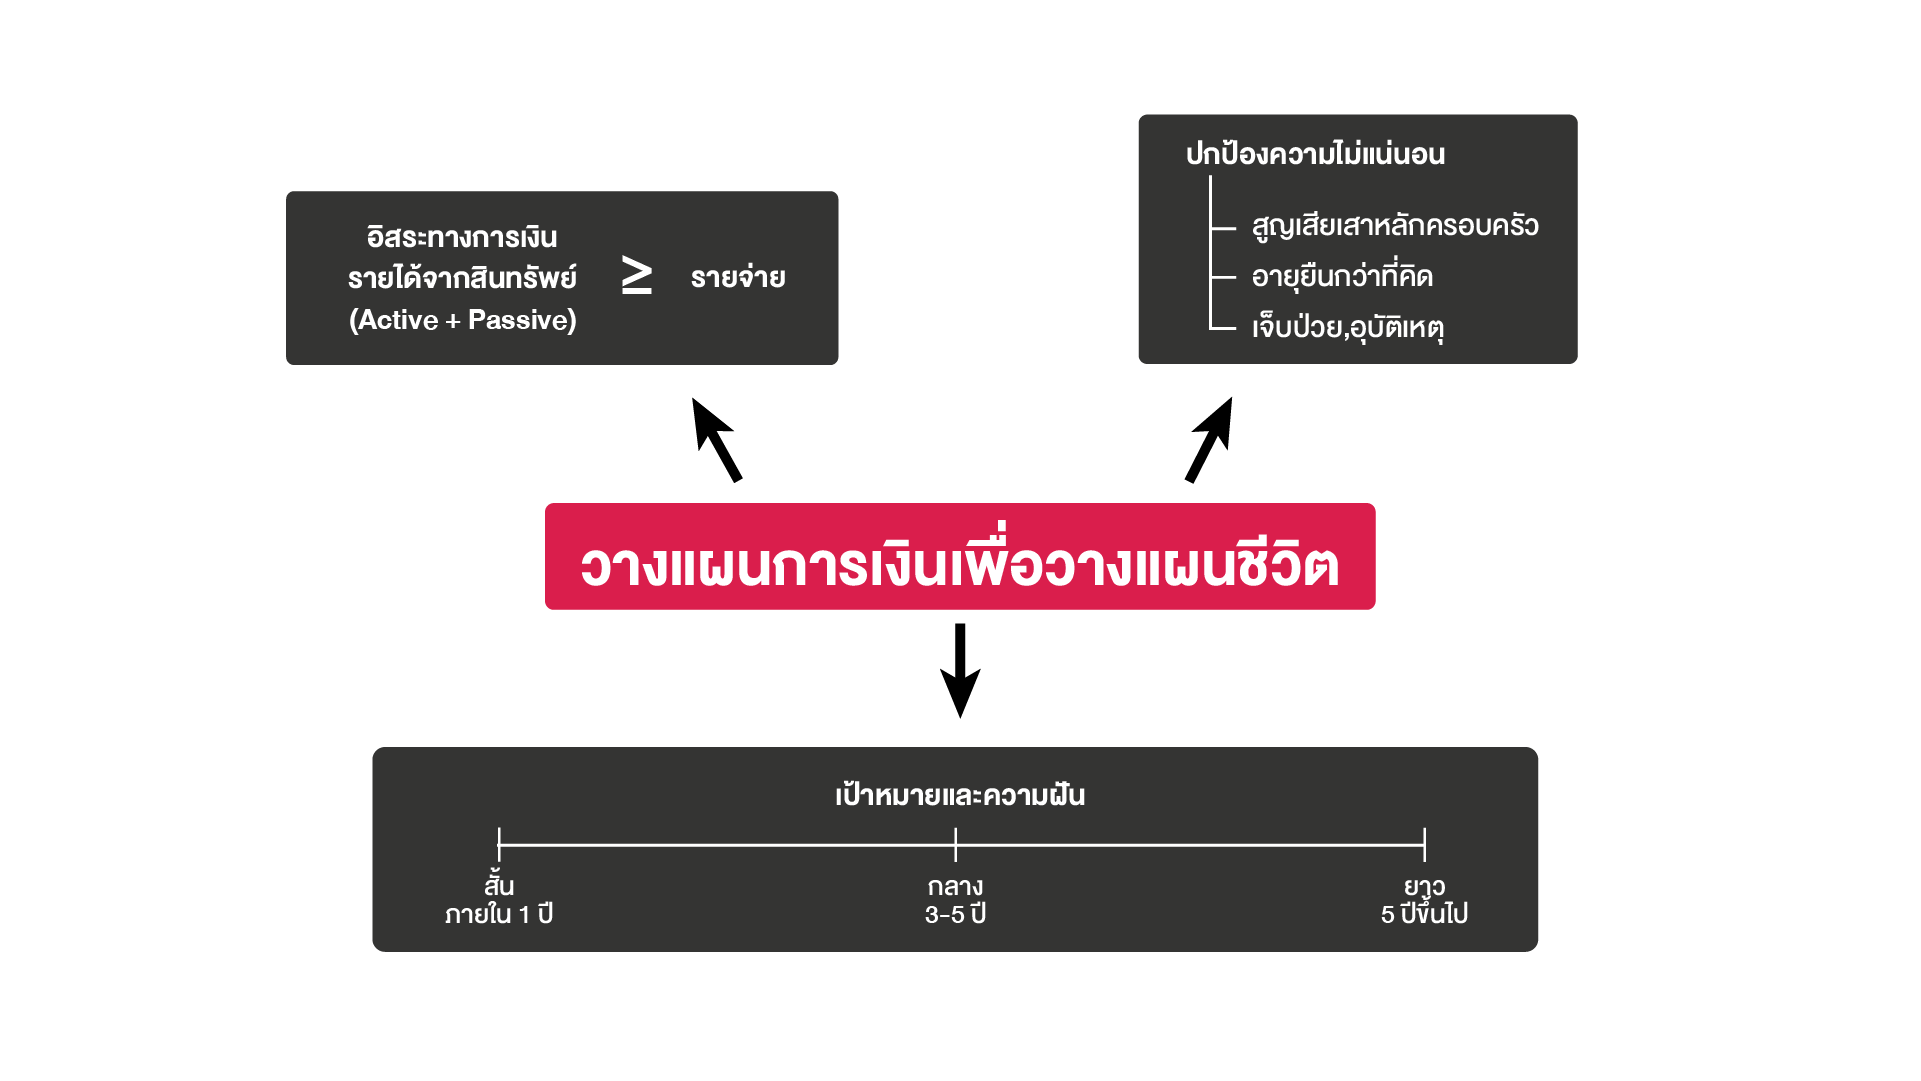 อิสระทางการเงิน
รายได้จากสินทรัพย์
(Active + Passive)
≥
รายจ่าย
ปกป้องความไม่แน่นอน
สูญเสียเสาหลักครอบครัว
อายุยืนกว่าที่คิด
เจ็บป่วย,อุบัติเหตุ
วางแผนการเงินเพื่อวางแผนชีวิต
เป้าหมายและความฝัน
สั้น
ภายใน 1 ปี
กลาง
3-5 ปี
ยาว
5 ปีขึ้นไป